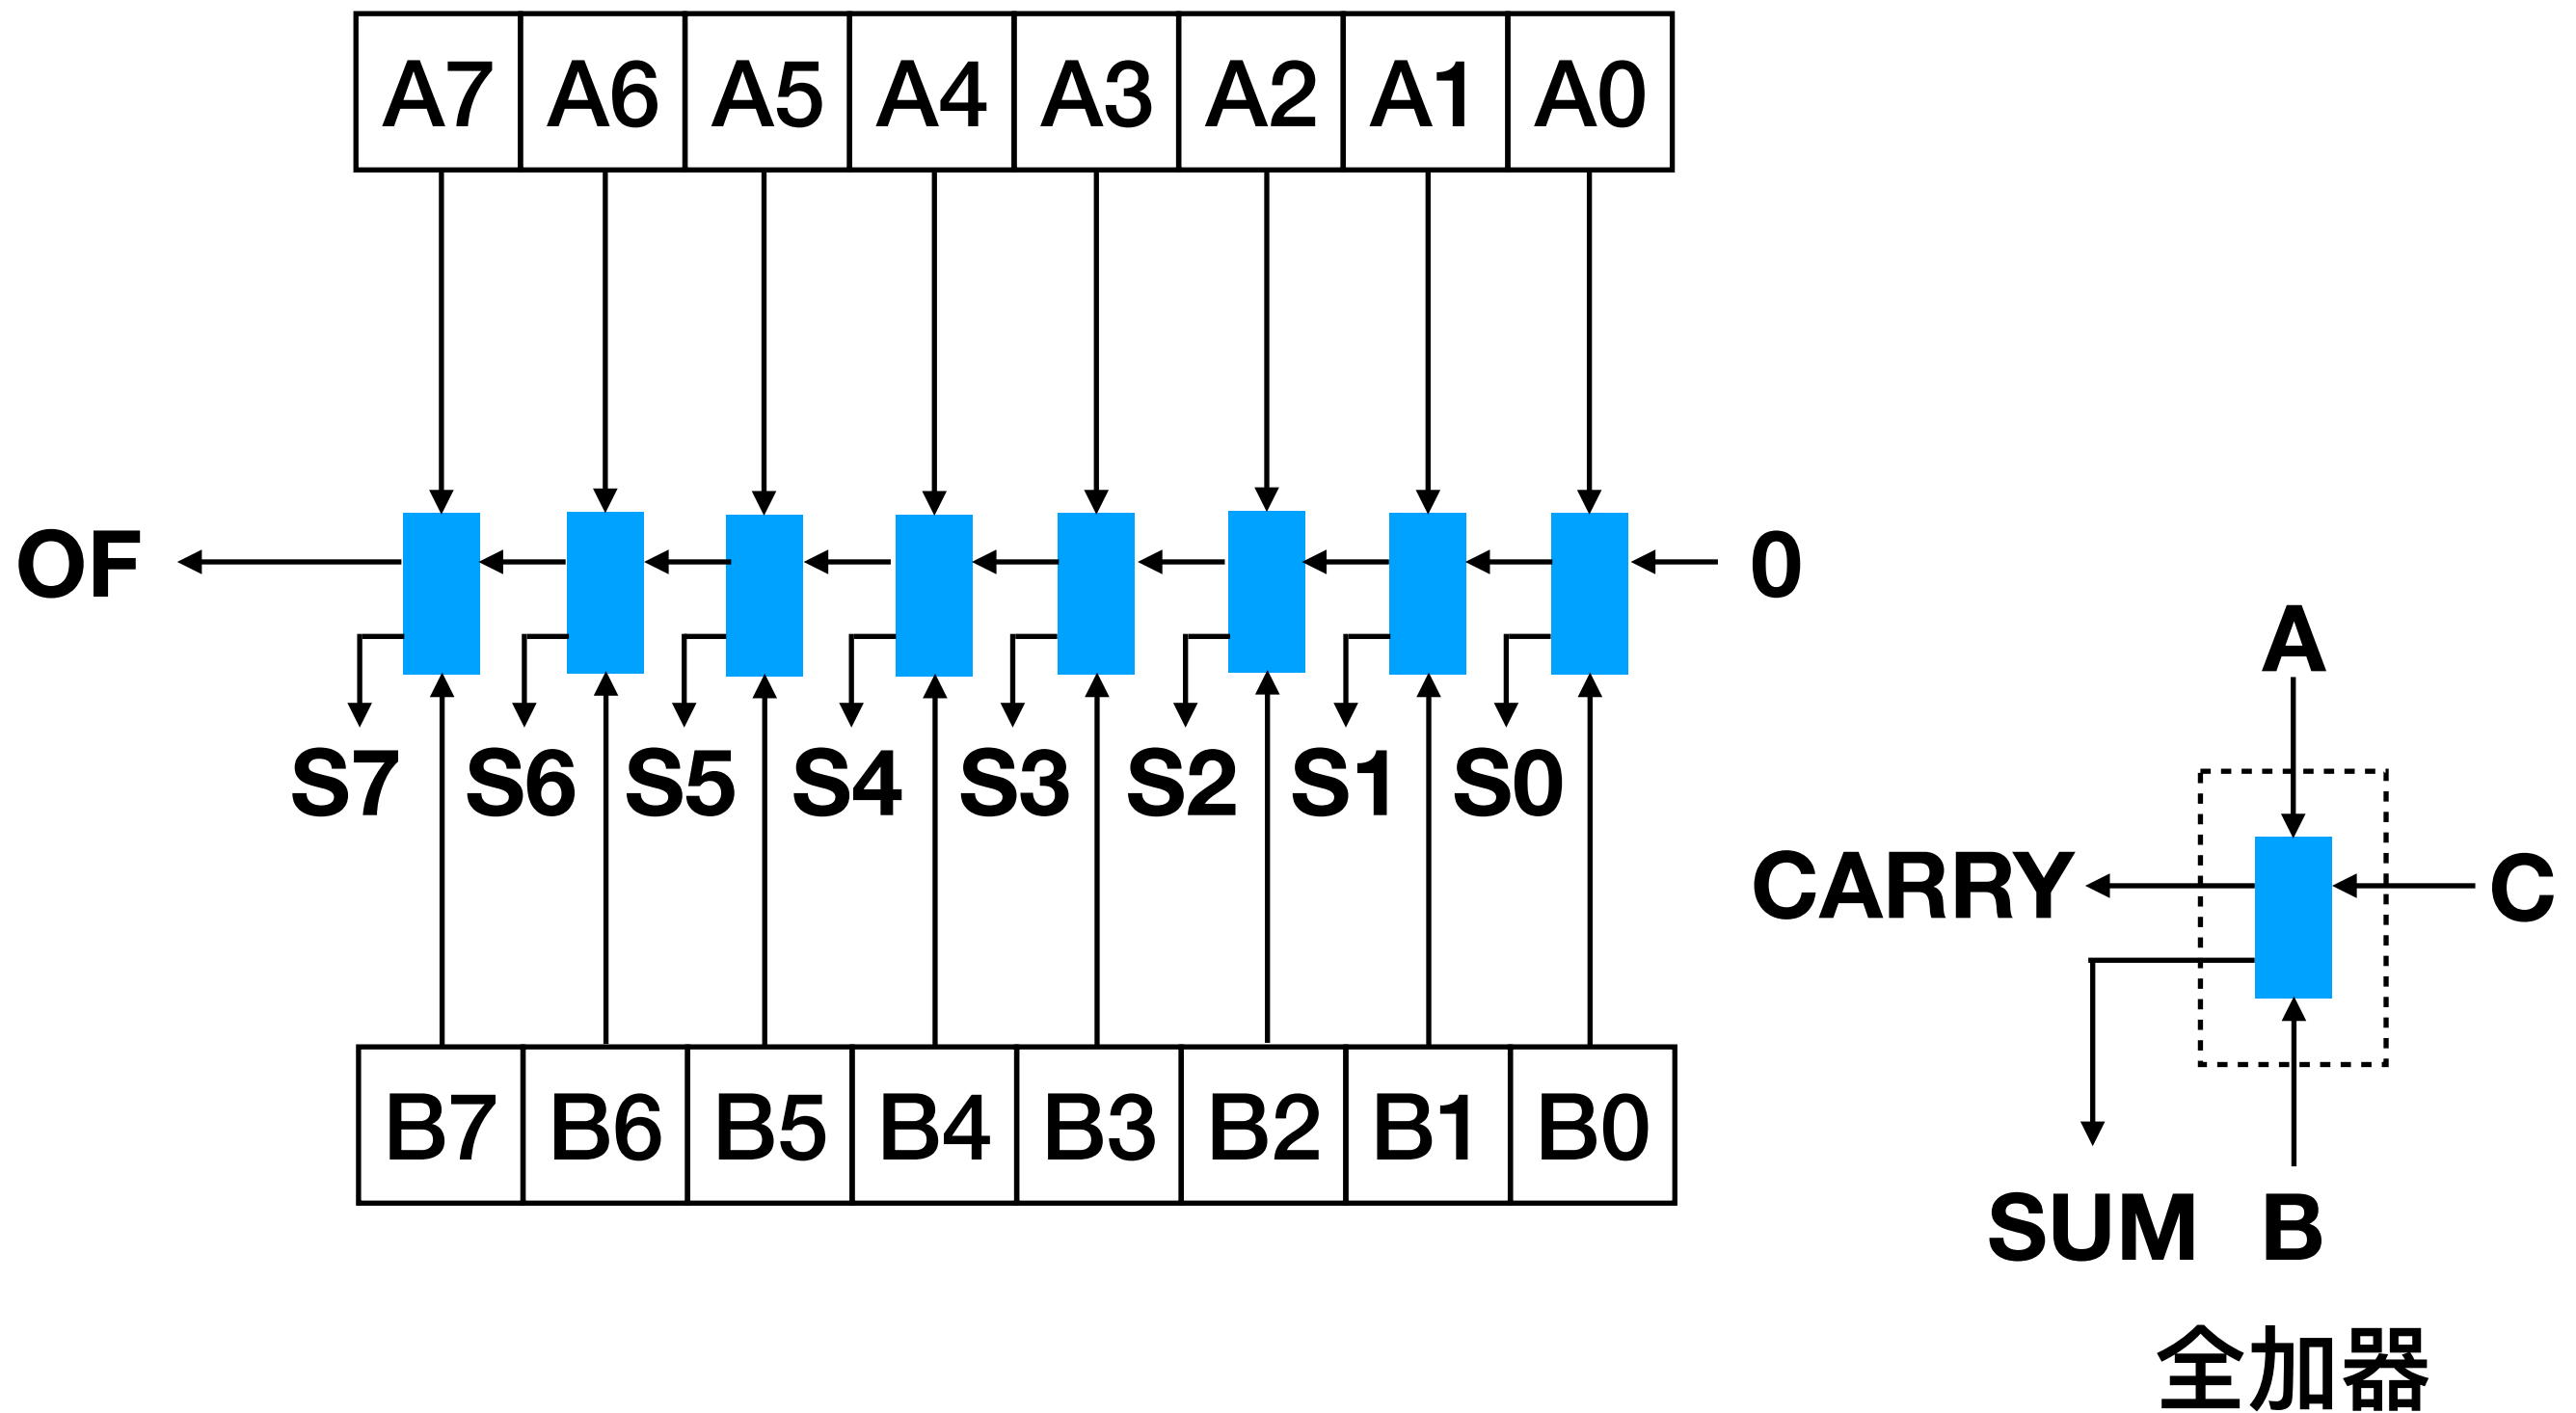 A7 A6 A5 A4 A3 A2 A1 A0
OF
0
S7 S6 S5 S4 S3 S2 S1 S0
B7 B6 B5 B4 B3 B2 B1 B0
A
CARRY
C
SUM
B
全加器